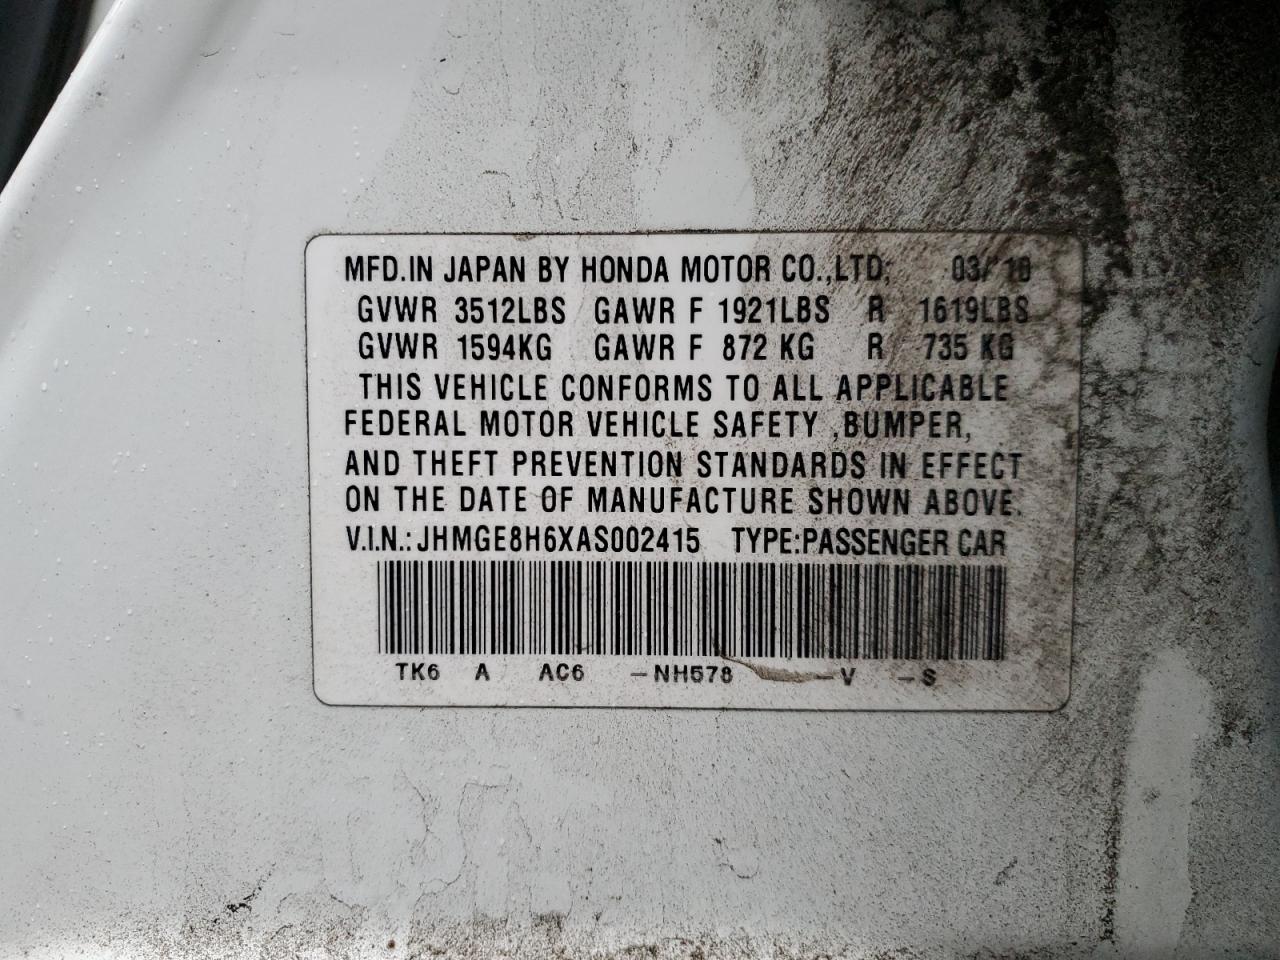 MFD.IN JAPAN BY HONDA MOTOR CO.,LTD; 03/10
GVWR 3512LBS GAWR F 1921LBS R 1619LBS
GVWR 1594KG GAWR F 872 KG R 735 KG
THIS VEHICLE CONFORMS TO ALL APPLICABLE
FEDERAL MOTOR VEHICLE SAFETY ,BUMPER,
AND THEFT PREVENTION STANDARDS IN EFFECT
ON THE DATE OF MANUFACTURE SHOWN ABOVE.
V.I.N.:JHMGE8H6XAS002415 TYPE:PASSENGER CAR
TK6 A AC6 -NH578 -V -S